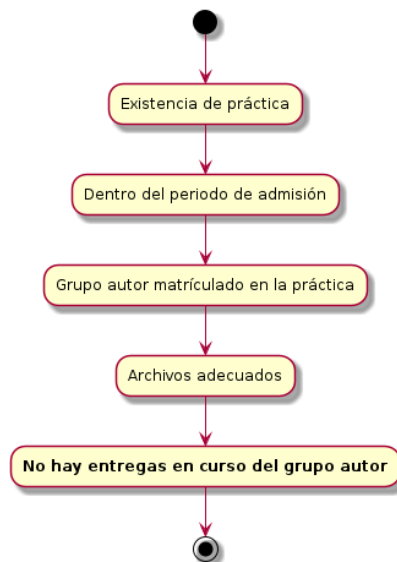 Existencia de práctica
Dentro del periodo de admisión
Grupo autor matrículado en la práctica
Archivos adecuados
No hay entregas en curso del grupo autor